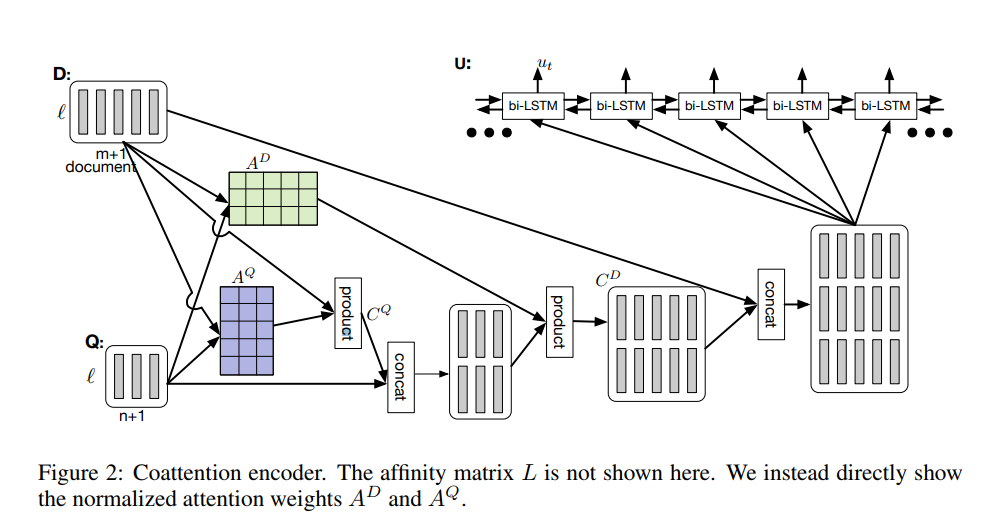 D:
ℓ
m+1
document
A^D
U:
u_t
bi-LSTM bi-LSTM bi-LSTM bi-LSTM bi-LSTM
A^Q
product
C^Q
Q:
ℓ
n+1
concat
product
C^D
concat
Figure 2: Coattention encoder. The affinity matrix L is not shown here. We instead directly show
the normalized attention weights A^D and A^Q.